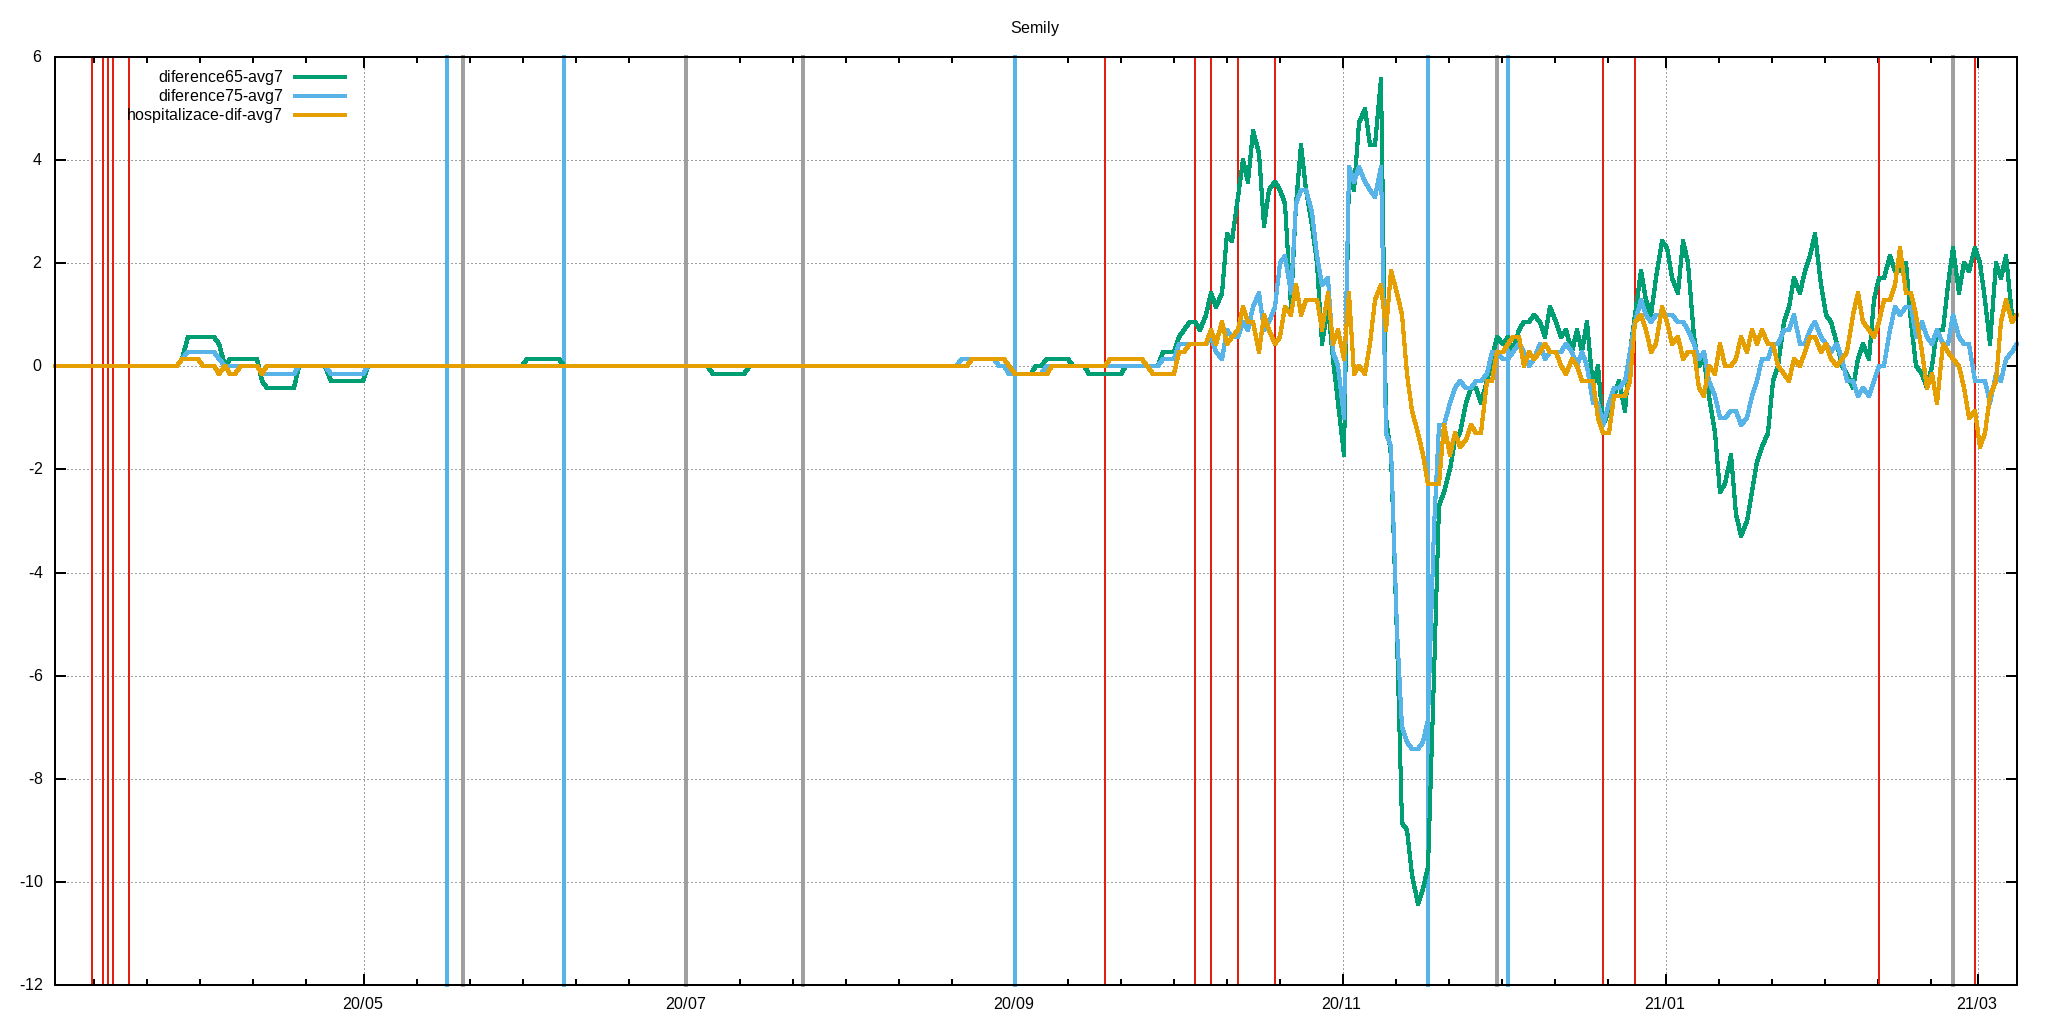 Semily
diference65-avg7
diference75-avg7
hospitalizace-dif-avg7
6
4
2
0
-2
-4
-6
-8
-10
-12
20/05 20/07 20/09 20/11 21/01 21/03